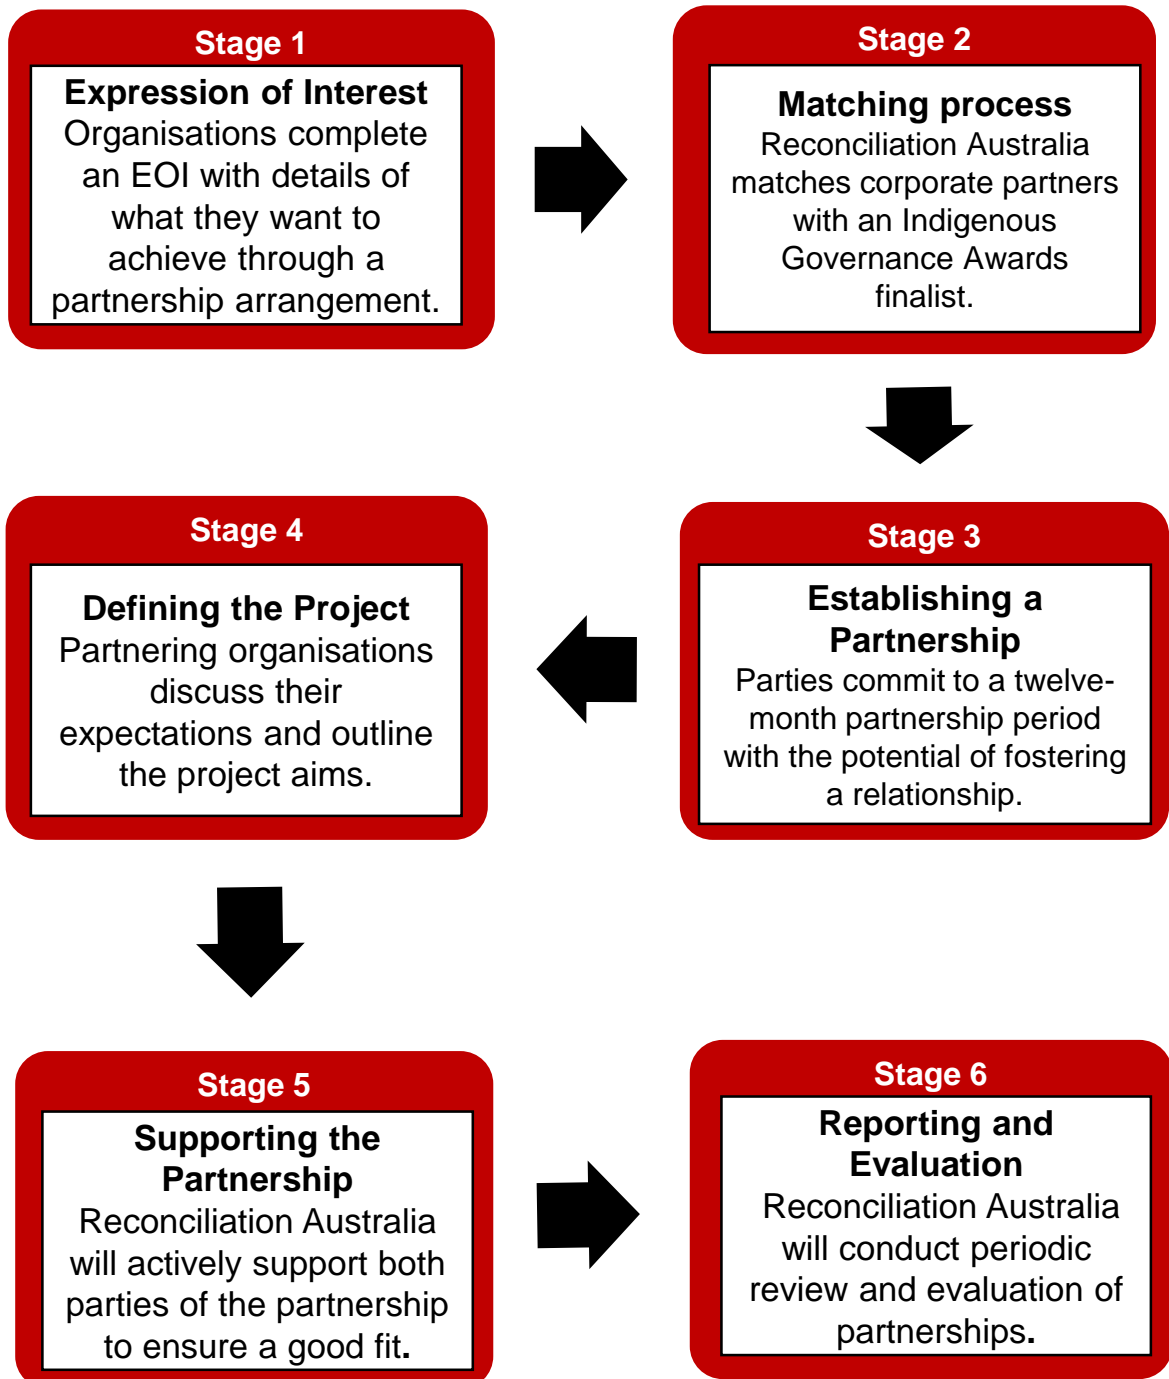 Stage 1
Expression of Interest
Organisations complete
an EOI with details of
what they want to
achieve through a
partnership arrangement.
Stage 2
Matching process
Reconciliation Australia
matches corporate partners
with an Indigenous
Governance Awards
finalist.
Stage 3
Establishing a
Partnership
Parties commit to a twelve-
month partnership period
with the potential of fostering
a relationship.
Stage 4
Defining the Project
Partnering organisations
discuss their
expectations and outline
the project aims.
Stage 5
Supporting the
Partnership
Reconciliation Australia
will actively support both
parties of the partnership
to ensure a good fit.
Stage 6
Reporting and
Evaluation
Reconciliation Australia
will conduct periodic
review and evaluation of
partnerships.